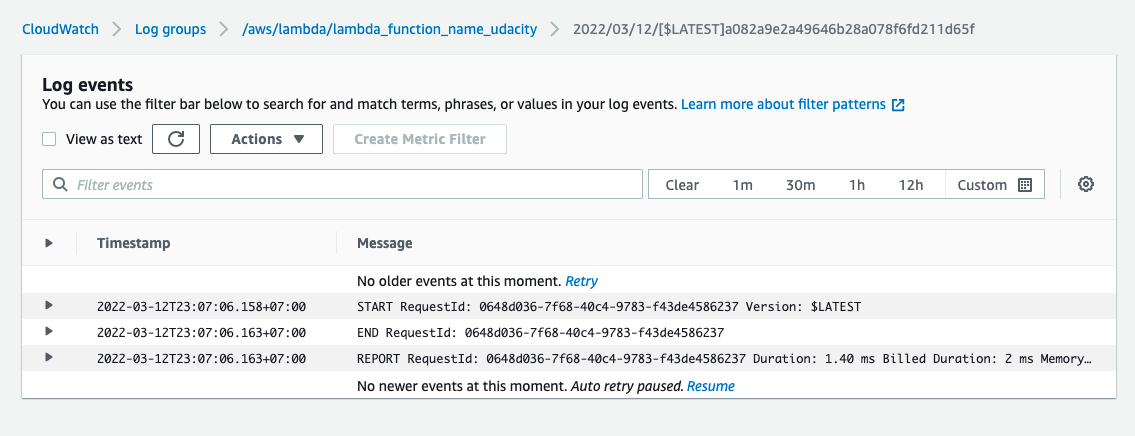 CloudWatch > Log groups > /aws/lambda/lambda_function_name_udacity > 2022/03/12/[$LATEST]a082a9e2a49646b28a078f6fd211d65f
Log events
You can use the filter bar below to search for and match terms, phrases, or values in your log events. Learn more about filter patterns
View as text Actions Create Metric Filter
Filter events Clear 1m 30m 1h 12h Custom
Timestamp Message
No older events at this moment. Retry
2022-03-12T23:07:06.158+07:00 START RequestId: 0648d036-7f68-40c4-9783-f43de4586237 Version: $LATEST
2022-03-12T23:07:06.163+07:00 END RequestId: 0648d036-7f68-40c4-9783-f43de4586237
2022-03-12T23:07:06.163+07:00 REPORT RequestId: 0648d036-7f68-40c4-9783-f43de4586237 Duration: 1.40 ms Billed Duration: 2 ms Memory…
No newer events at this moment. Auto retry paused. Resume